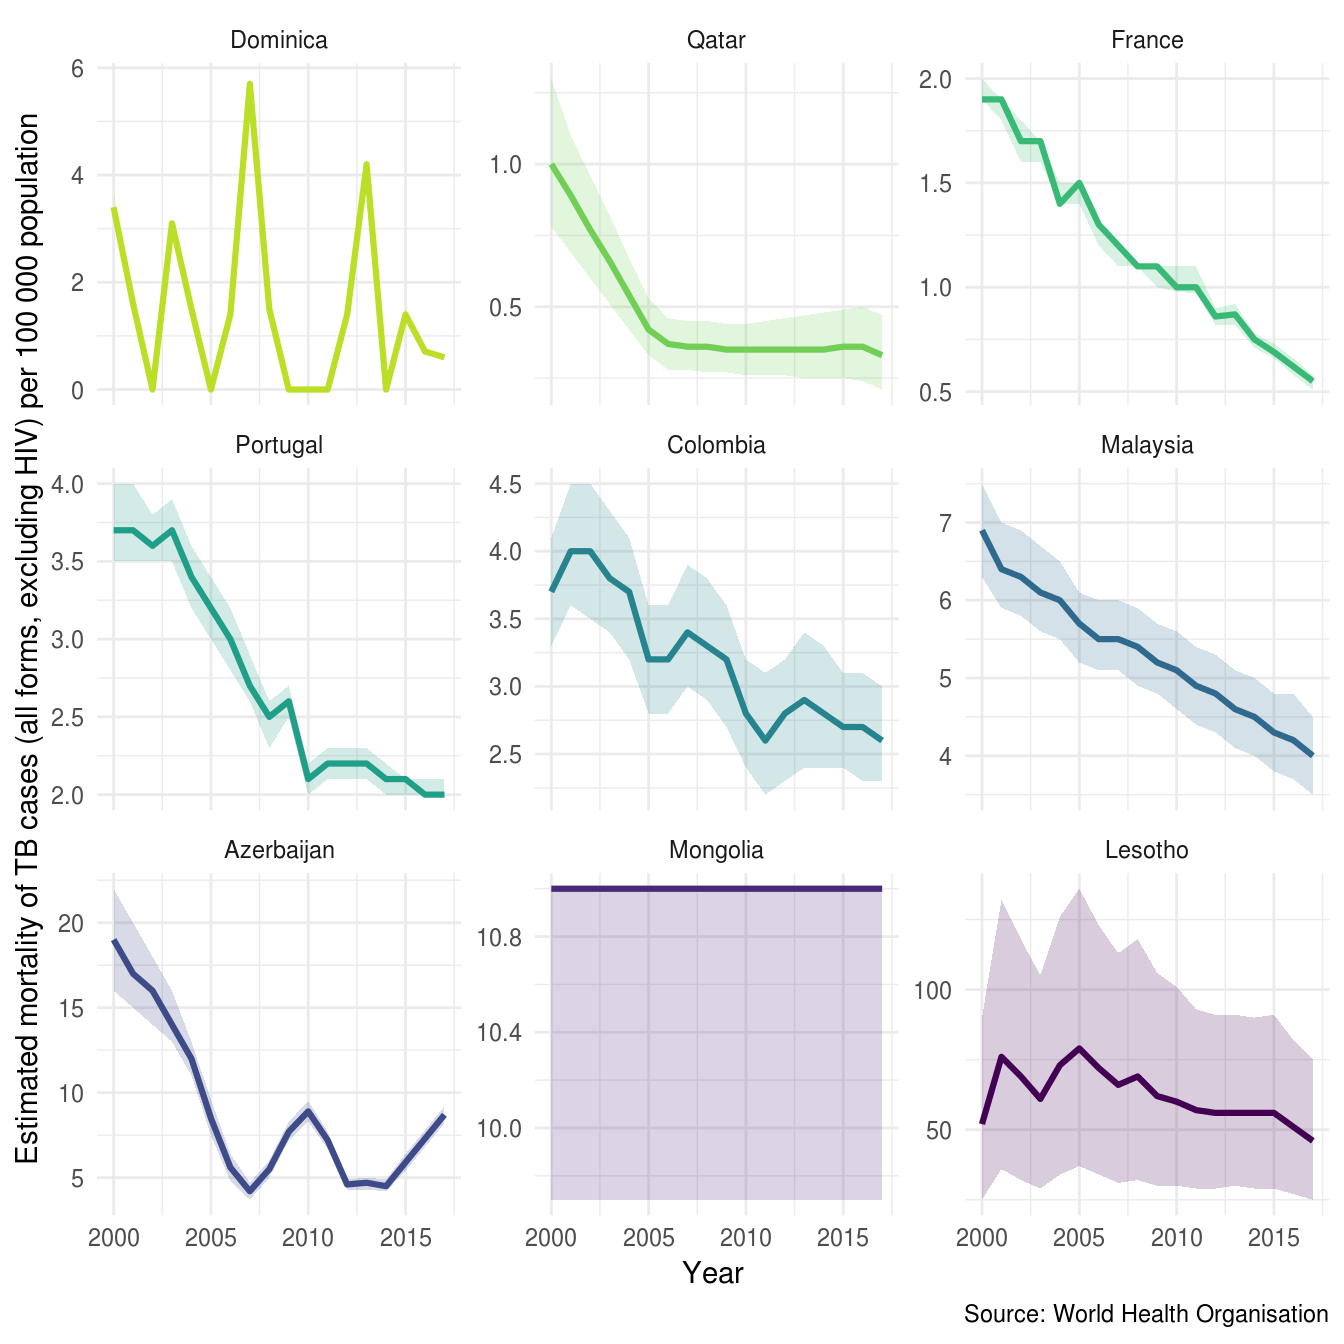 Estimated mortality of TB cases (all forms, excluding HIV) per 100 000 population
Dominica
6
4
2
0
Qatar
1.0
0.5
France
2.0
1.5
1.0
0.5
Portugal
4.0
3.5
3.0
2.5
2.0
Colombia
4.5
4.0
3.5
3.0
2.5
Malaysia
7
6
5
4
Azerbaijan
20
15
10
5
Mongolia
10.8
10.4
10.0
Lesotho
100
50
2000 2005 2010 2015
2000 2005 2010 2015
2000 2005 2010 2015
Year
Source: World Health Organisation